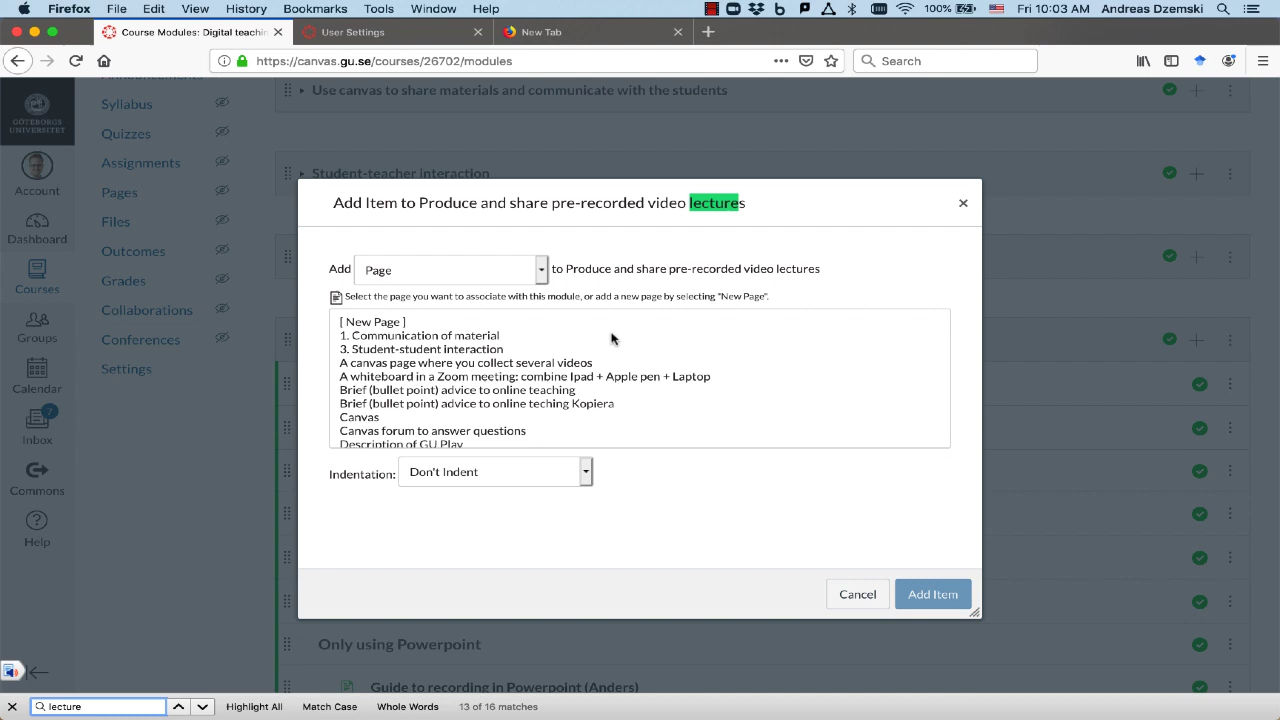 Firefox File Edit View History Bookmarks Tools Window Help 100% Fri 10:03 AM Andreas Dzemski
Course Modules: Digital teachin
User Settings
New Tab
https://canvas.gu.se/courses/26702/modules
Search
GÖTEBORGS
UNIVERSITET
Account
Dashboard
Courses
Groups
Calendar
7
Inbox
Commons
Help
Announcements
Syllabus
Quizzes
Assignments
Pages
Files
Outcomes
Grades
Collaborations
Conferences
Settings
Use canvas to share materials and communicate with the students
Student-teacher interaction
Add Item to Produce and share pre-recorded video lectures
Add Page to Produce and share pre-recorded video lectures
Select the page you want to associate with this module, or add a new page by selecting "New Page".
[ New Page ]
1. Communication of material
3. Student-student interaction
A canvas page where you collect several videos
A whiteboard in a Zoom meeting: combine Ipad + Apple pen + Laptop
Brief (bullet point) advice to online teaching
Brief (bullet point) advice to online teching Kopiera
Canvas
Canvas forum to answer questions
Description of GU Play
Indentation: Don't Indent
Cancel
Add Item
Only using Powerpoint
Guide to recording in Powerpoint (Anders)
lecture
Highlight All Match Case Whole Words 13 of 16 matches